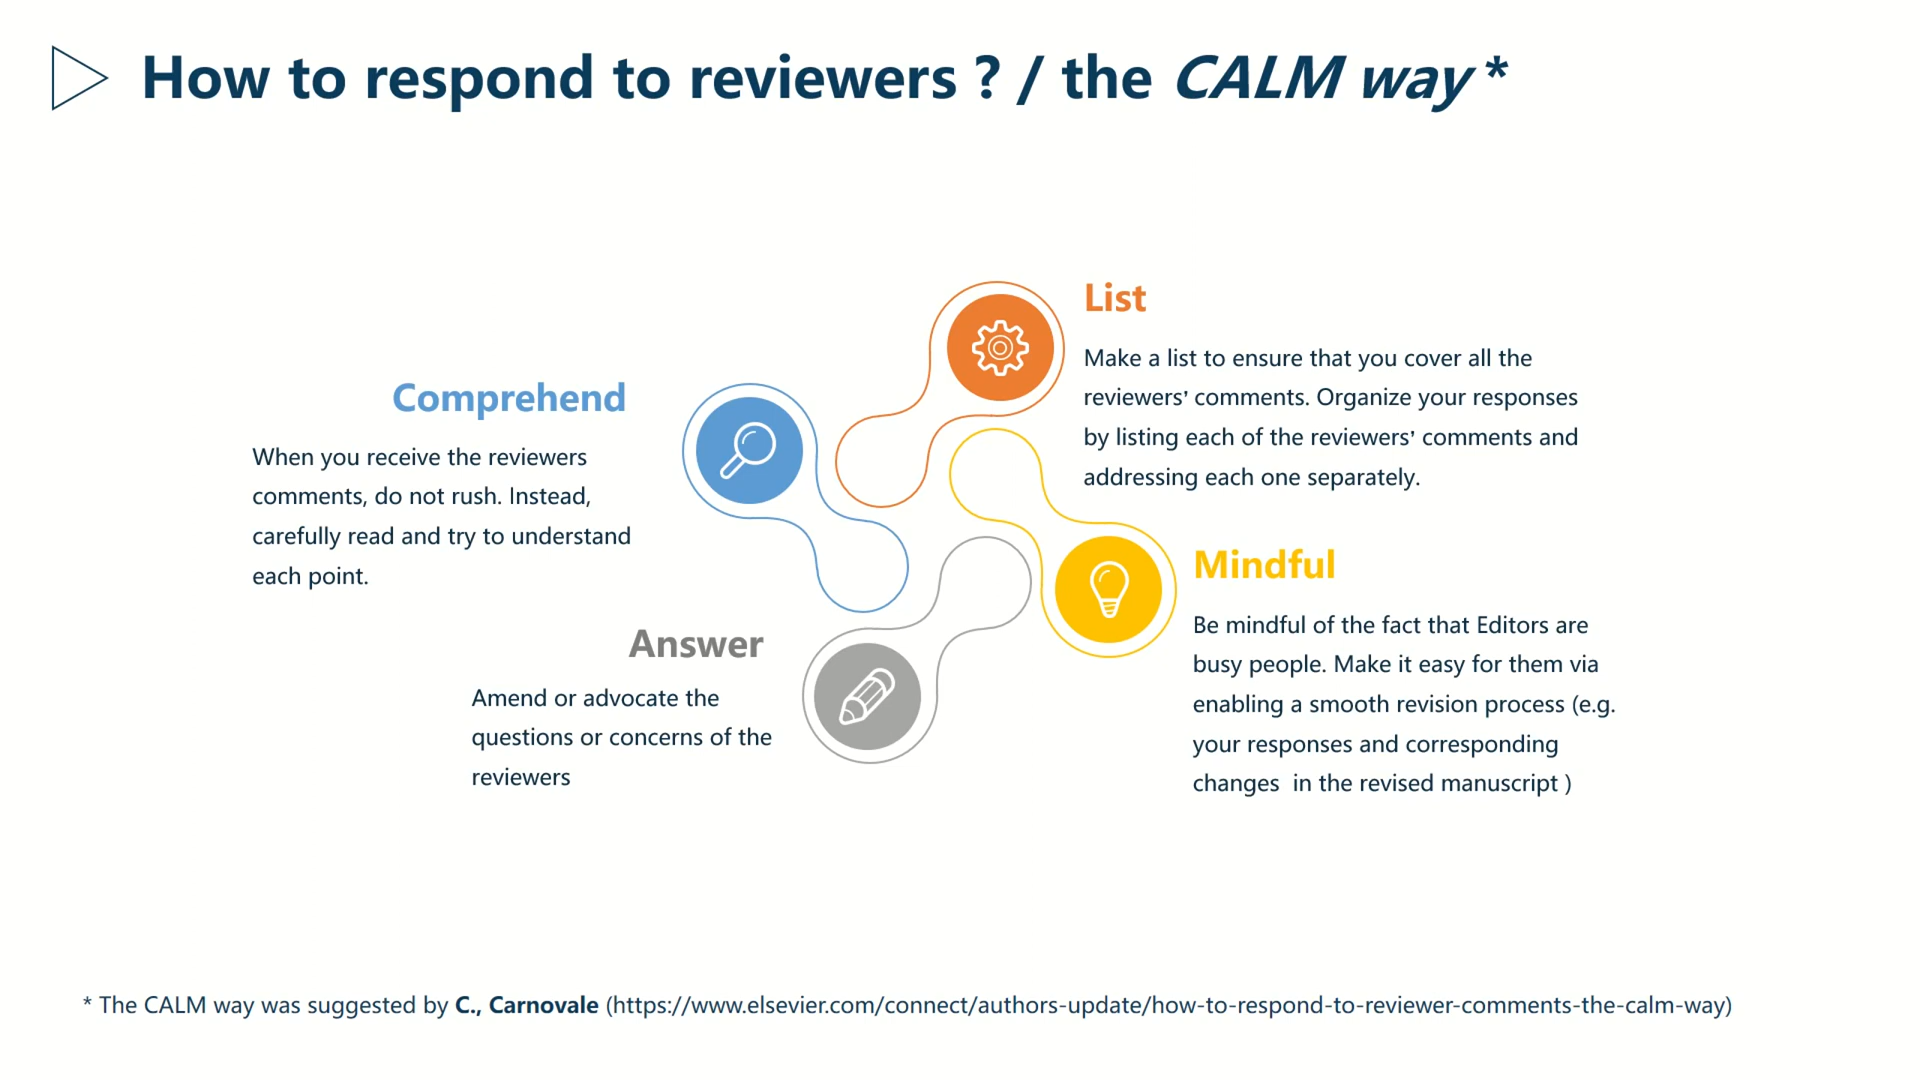 How to respond to reviewers ? / the CALM way *
Comprehend
When you receive the reviewers
comments, do not rush. Instead,
carefully read and try to understand
each point.
Answer
Amend or advocate the
questions or concerns of the
reviewers
List
Make a list to ensure that you cover all the
reviewers’ comments. Organize your responses
by listing each of the reviewers' comments and
addressing each one separately.
Mindful
Be mindful of the fact that Editors are
busy people. Make it easy for them via
enabling a smooth revision process (e.g.
your responses and corresponding
changes  in the revised manuscript )
* The CALM way was suggested by C., Carnovale (https://www.elsevier.com/connect/authors-update/how-to-respond-to-reviewer-comments-the-calm-way)